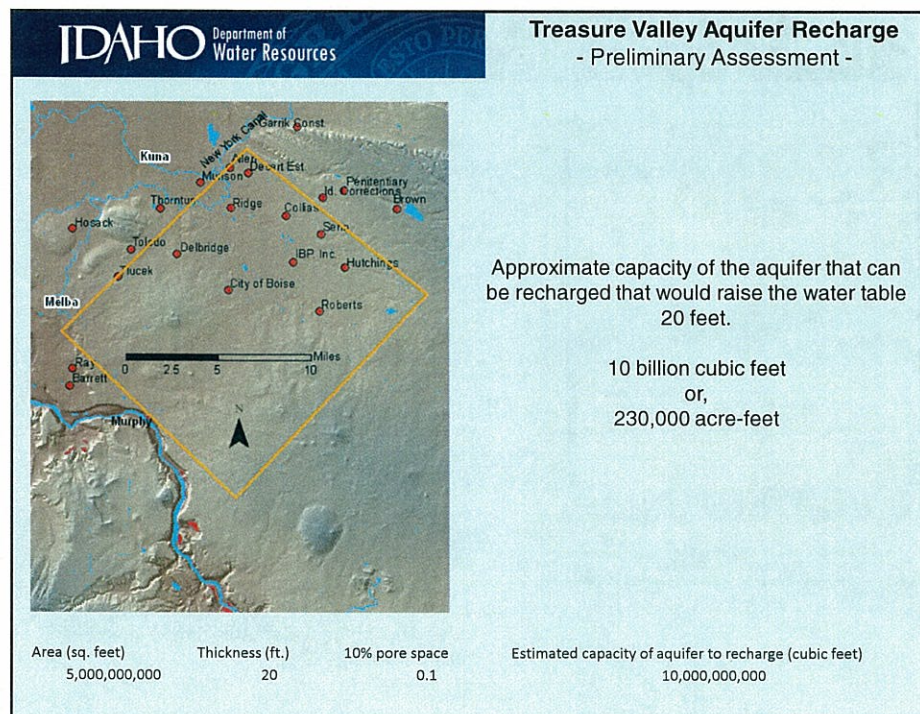 IDAHO Department of
Water Resources
Treasure Valley Aquifer Recharge
- Preliminary Assessment -
Garrik Const
New York Canal
Kuna
Allen
Desert Est
Munson
Penitentiary
Id. Corrections
Brown
Thornton
Ridge
Collias
Hosack
Seria
Toledo
Delbridge
IBP. Inc.
Hutchings
Trucek
City of Boise
Melba
Roberts
Miles
0 2.5 5 10
Ray
Barrett
N
Murphy
Approximate capacity of the aquifer that can
be recharged that would raise the water table
20 feet.
10 billion cubic feet
or,
230,000 acre-feet
Area (sq. feet) Thickness (ft.) 10% pore space Estimated capacity of aquifer to recharge (cubic feet)
5,000,000,000 20 0.1 10,000,000,000